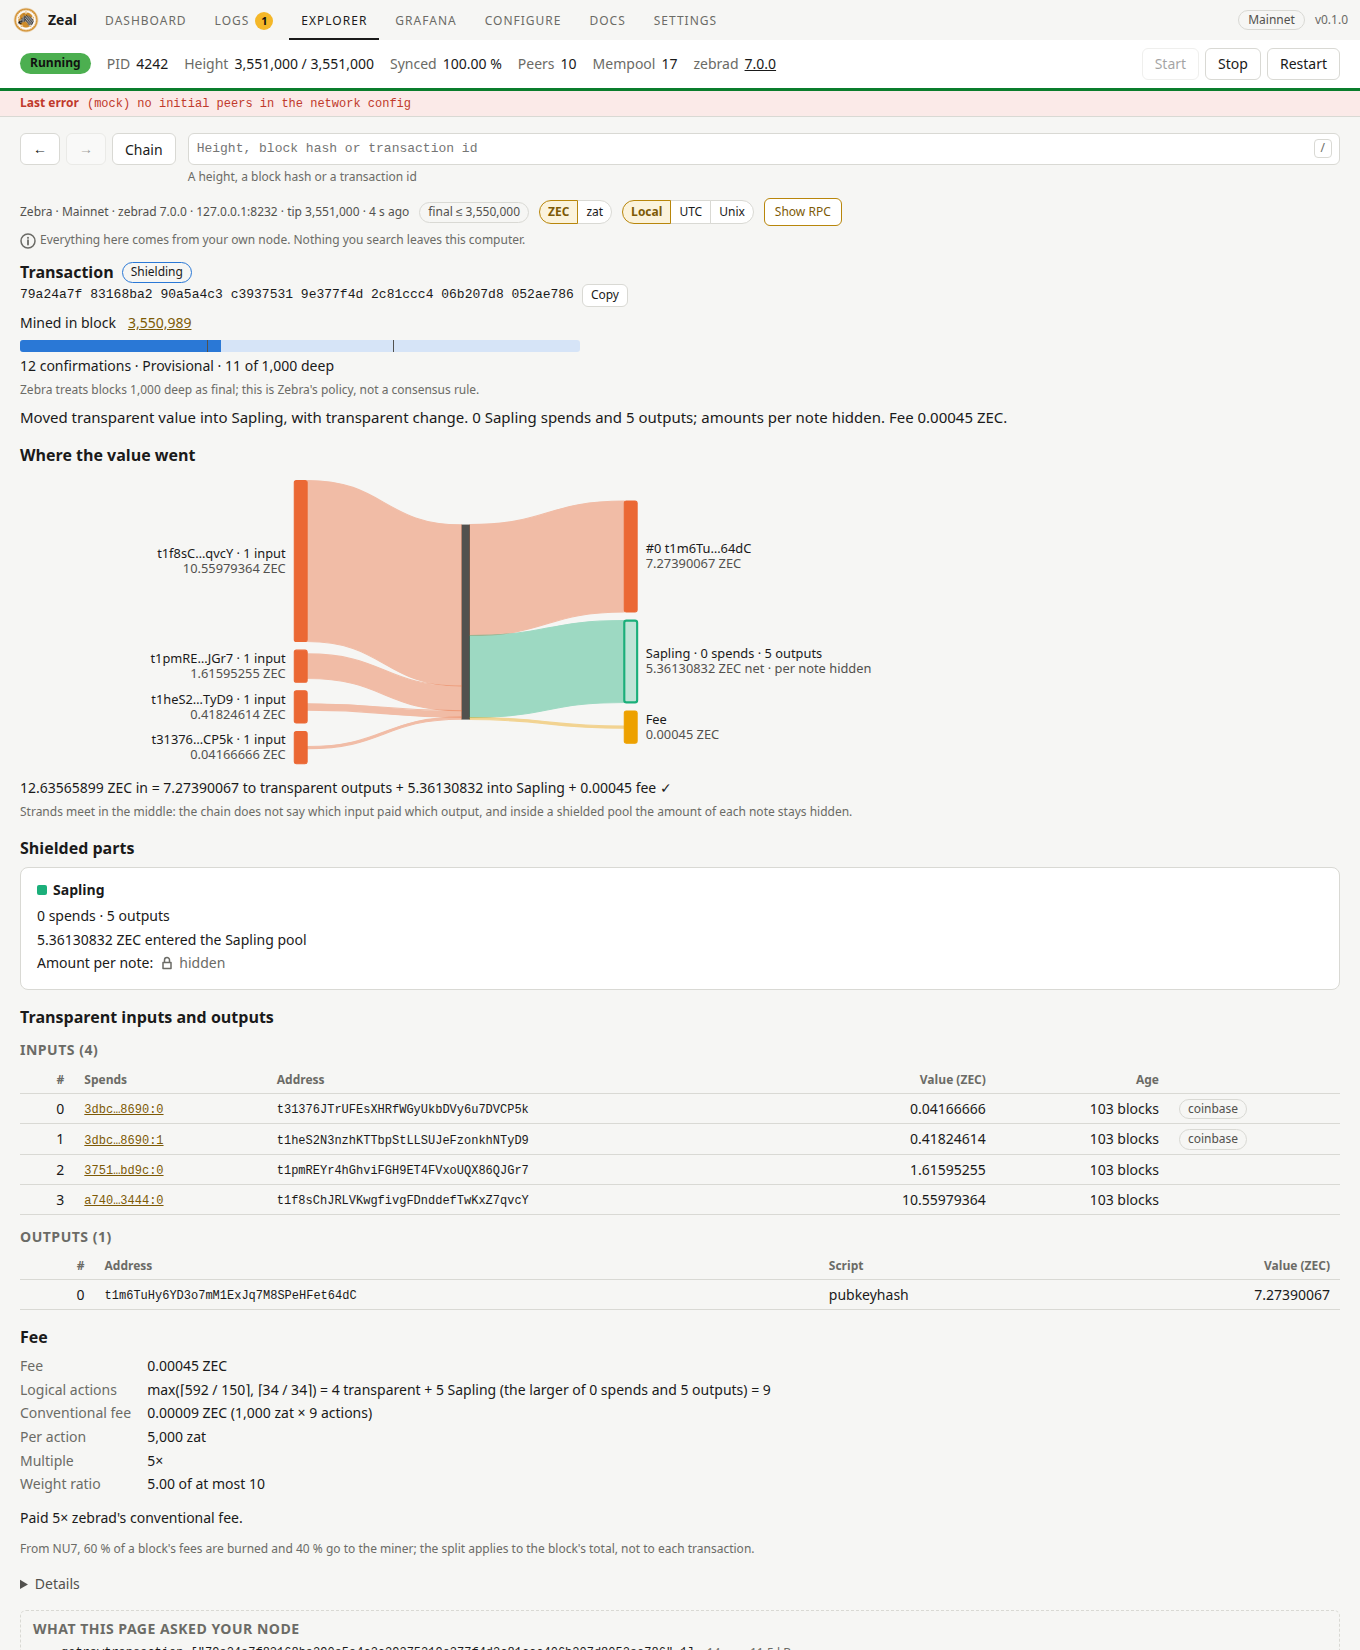 Zeal DASHBOARD LOGS 1 EXPLORER GRAFANA CONFIGURE DOCS SETTINGS Mainnet v0.1.0
Running PID 4242 Height 3,551,000 / 3,551,000 Synced 100.00 % Peers 10 Mempool 17 zebrad 7.0.0 Start Stop Restart
Last error (mock) no initial peers in the network config
← → Chain Height, block hash or transaction id /
A height, a block hash or a transaction id
Zebra · Mainnet · zebrad 7.0.0 · 127.0.0.1:8232 · tip 3,551,000 · 4 s ago final ≤ 3,550,000 ZEC zat Local UTC Unix Show RPC
Everything here comes from your own node. Nothing you search leaves this computer.
Transaction Shielding
79a24a7f 83168ba2 90a5a4c3 c3937531 9e377f4d 2c81ccc4 06b207d8 052ae786 Copy
Mined in block 3,550,989
12 confirmations · Provisional · 11 of 1,000 deep
Zebra treats blocks 1,000 deep as final; this is Zebra's policy, not a consensus rule.
Moved transparent value into Sapling, with transparent change. 0 Sapling spends and 5 outputs; amounts per note hidden. Fee 0.00045 ZEC.
Where the value went
t1f8sC…qvcY · 1 input
10.55979364 ZEC
#0 t1m6Tu…64dC
7.27390067 ZEC
t1pmRE…JGr7 · 1 input
1.61595255 ZEC
Sapling · 0 spends · 5 outputs
5.36130832 ZEC net · per note hidden
t1heS2…TyD9 · 1 input
0.41824614 ZEC
Fee
0.00045 ZEC
t31376…CP5k · 1 input
0.04166666 ZEC
12.63565899 ZEC in = 7.27390067 to transparent outputs + 5.36130832 into Sapling + 0.00045 fee ✓
Strands meet in the middle: the chain does not say which input paid which output, and inside a shielded pool the amount of each note stays hidden.
Shielded parts
Sapling
0 spends · 5 outputs
5.36130832 ZEC entered the Sapling pool
Amount per note: hidden
Transparent inputs and outputs
INPUTS (4)
# Spends Address Value (ZEC) Age
0 3dbc…8690:0 t31376JTrUFEsXHRfWGyUkbDVy6u7DVCP5k 0.04166666 103 blocks coinbase
1 3dbc…8690:1 t1heS2N3nzhKTTbpStLLSUJeFzonkhNTyD9 0.41824614 103 blocks coinbase
2 3751…bd9c:0 t1pmREYr4hGhviFGH9ET4FVxoUQX86QJGr7 1.61595255 103 blocks
3 a740…3444:0 t1f8sChJRLVKwgfivgFDnddefTwKxZ7qvcY 10.55979364 103 blocks
OUTPUTS (1)
# Address Script Value (ZEC)
0 t1m6TuHy6YD3o7mM1ExJq7M8SPeHFet64dC pubkeyhash 7.27390067
Fee
Fee 0.00045 ZEC
Logical actions max(⌈592 / 150⌉, ⌈34 / 34⌉) = 4 transparent + 5 Sapling (the larger of 0 spends and 5 outputs) = 9
Conventional fee 0.00009 ZEC (1,000 zat × 9 actions)
Per action 5,000 zat
Multiple 5×
Weight ratio 5.00 of at most 10
Paid 5× zebrad's conventional fee.
From NU7, 60 % of a block's fees are burned and 40 % go to the miner; the split applies to the block's total, not to each transaction.
Details
WHAT THIS PAGE ASKED YOUR NODE